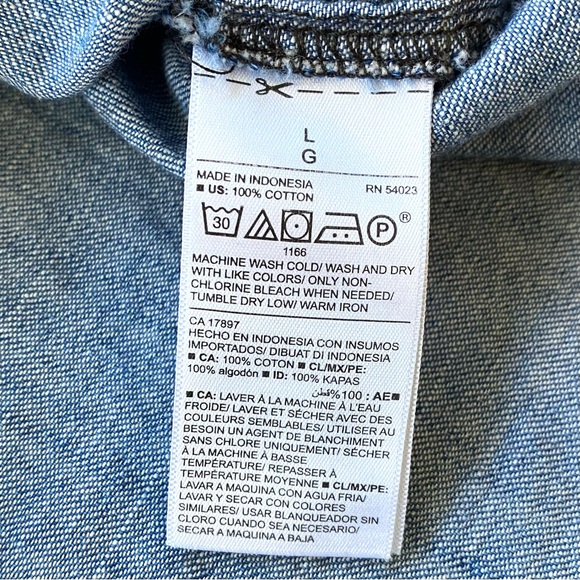 L
G
MADE IN INDONESIA RN 54023
■ US: 100% COTTON
30 P ®
1166
MACHINE WASH COLD/ WASH AND DRY
WITH LIKE COLORS/ ONLY NON-
CHLORINE BLEACH WHEN NEEDED/
TUMBLE DRY LOW/ WARM IRON
CA 17897
HECHO EN INDONESIA CON INSUMOS
IMPORTADOS/ DIBUAT DI INDONESIA
■ CA: 100% COTON ■ CL/MX/PE:
100% algodón ■ ID: 100% KAPAS
■ AE: 100% قطن
■ CA: LAVER À LA MACHINE À L'EAU
FROIDE/ LAVER ET SÉCHER AVEC DES
COULEURS SEMBLABLES/ UTILISER AU
BESOIN UN AGENT DE BLANCHIMENT
SANS CHLORE UNIQUEMENT/ SÉCHER
À LA MACHINE À BASSE
TEMPÉRATURE/ REPASSER À
TEMPÉRATURE MOYENNE ■ CL/MX/PE:
LAVAR A MAQUINA CON AGUA FRIA/
LAVAR Y SECAR CON COLORES
SIMILARES/ USAR BLANQUEADOR SIN
CLORO CUANDO SEA NECESARIO/
SECAR A MAQUINA A BAJA